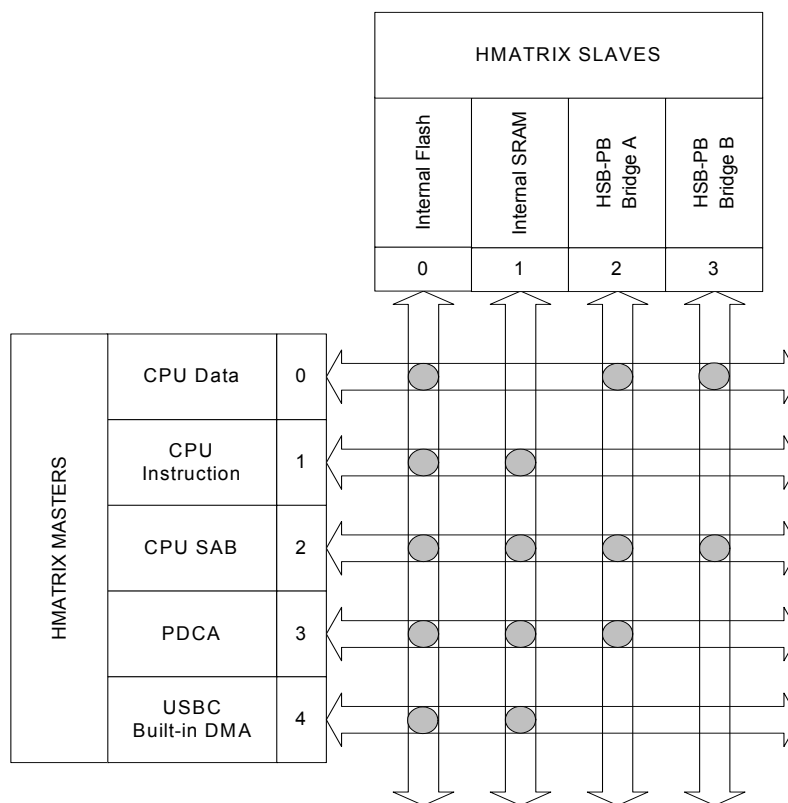 HMATRIX SLAVES
Internal Flash
Internal SRAM
HSB-PB
Bridge A
HSB-PB
Bridge B
0
1
2
3
HMATRIX MASTERS
CPU Data
0
CPU
Instruction
1
CPU SAB
2
PDCA
3
USBC
Built-in DMA
4